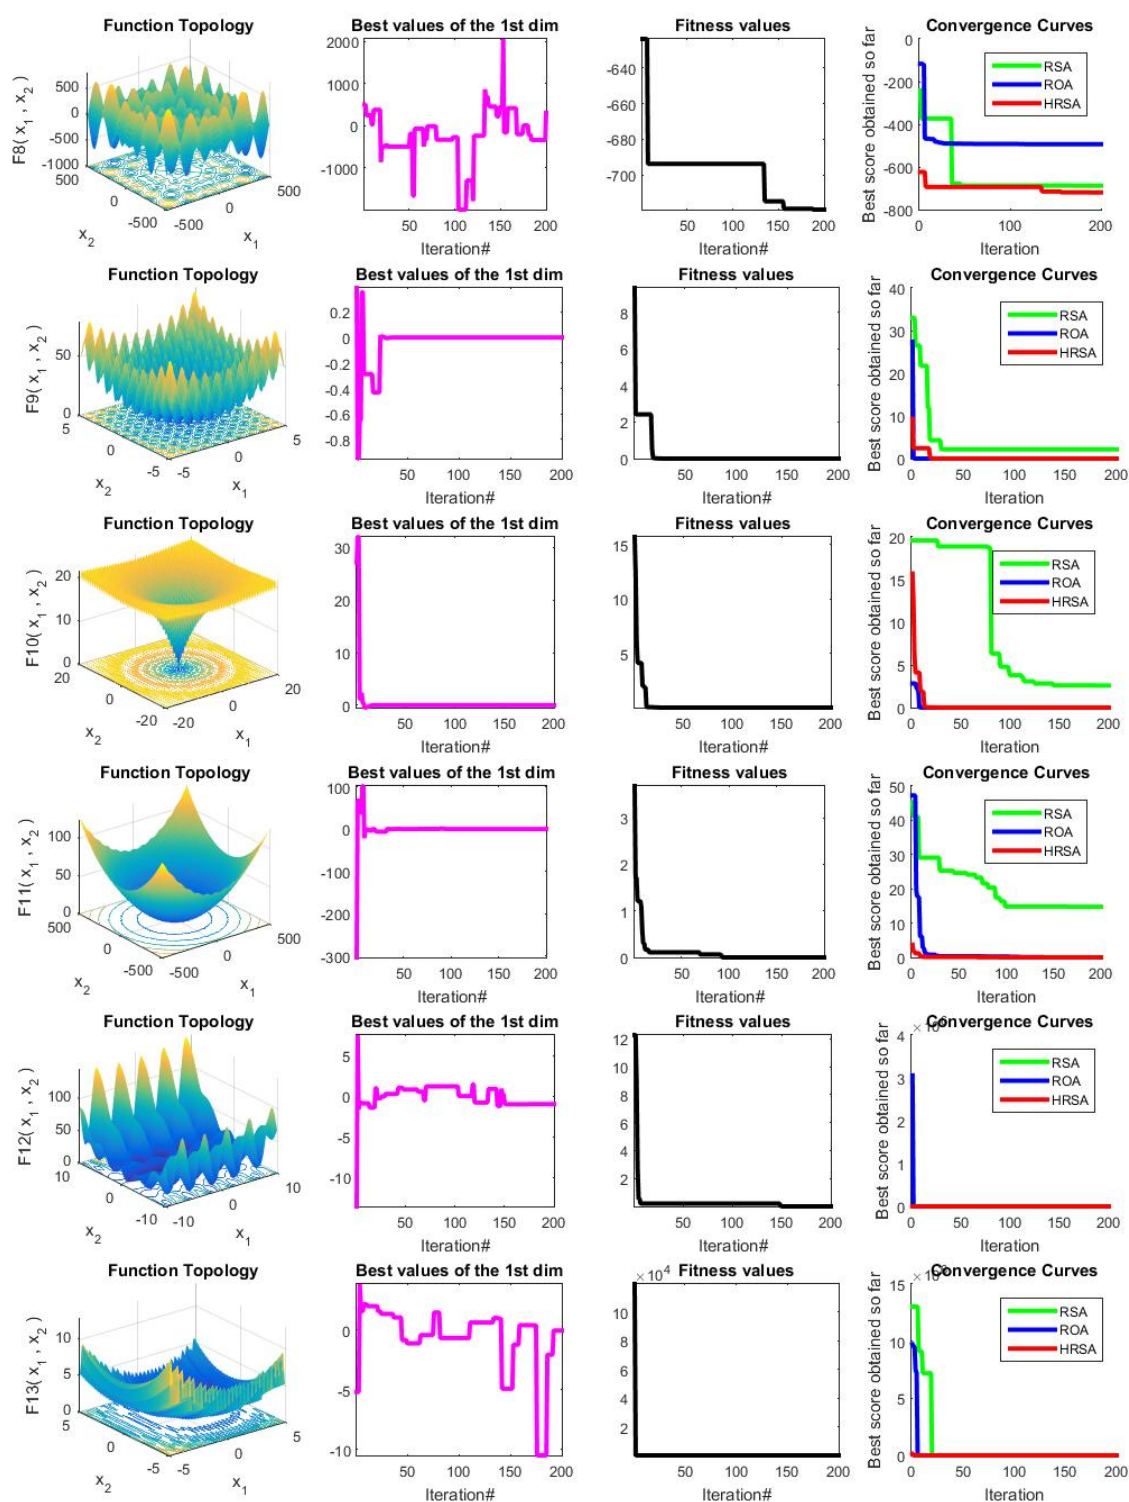 Function Topology
F8( x1 , x2 )
500
0
-500
-1000
500
0
-500
-500
0
500
x2
x1
Best values of the 1st dim
2000
1000
0
-1000
0
100
200
Iteration#
Fitness values
-640
-660
-680
-700
0
100
200
Iteration#
Convergence Curves
Best score obtained so far
0
-200
-400
-600
-800
0
100
200
Iteration
RSA
ROA
HRSA
Function Topology
F9( x1 , x2 )
50
0
5
0
-5
-5
0
5
x2
x1
Best values of the 1st dim
0.2
0
-0.2
-0.4
-0.6
-0.8
50
100
150
200
Iteration#
Fitness values
8
6
4
2
0
50
100
150
200
Iteration#
Convergence Curves
Best score obtained so far
40
30
20
10
0
0
50
100
150
200
Iteration
RSA
ROA
HRSA
Function Topology
F10( x1 , x2 )
20
10
0
20
0
-20
-20
0
20
x2
x1
Best values of the 1st dim
30
20
10
0
50
100
150
200
Iteration#
Fitness values
15
10
5
50
100
150
200
Iteration#
Convergence Curves
Best score obtained so far
20
15
10
5
0
0
50
100
150
200
Iteration
RSA
ROA
HRSA
Function Topology
F11( x1 , x2 )
100
50
0
500
0
-500
-500
0
500
x2
x1
Best values of the 1st dim
100
0
-100
-200
-300
50
100
150
200
Iteration#
Fitness values
3
2
1
0
50
100
150
200
Iteration#
Convergence Curves
Best score obtained so far
50
40
30
20
10
0
0
50
100
150
200
Iteration
RSA
ROA
HRSA
Function Topology
F12( x1 , x2 )
100
50
0
10
0
-10
-10
0
10
x2
x1
Best values of the 1st dim
5
0
-5
-10
50
100
150
200
Iteration#
Fitness values
12
10
8
6
4
2
50
100
150
200
Iteration#
Convergence Curves
Best score obtained so far
4
3
2
1
0
0
50
100
150
200
Iteration
RSA
ROA
HRSA
Function Topology
F13( x1 , x2 )
10
5
0
5
0
-5
-5
0
5
x2
x1
Best values of the 1st dim
0
-5
-10
50
100
150
200
Iteration#
Fitness values
×10^4
10
8
6
4
2
50
100
150
200
Iteration#
Convergence Curves
Best score obtained so far
15
10
5
0
0
50
100
150
200
Iteration
RSA
ROA
HRSA